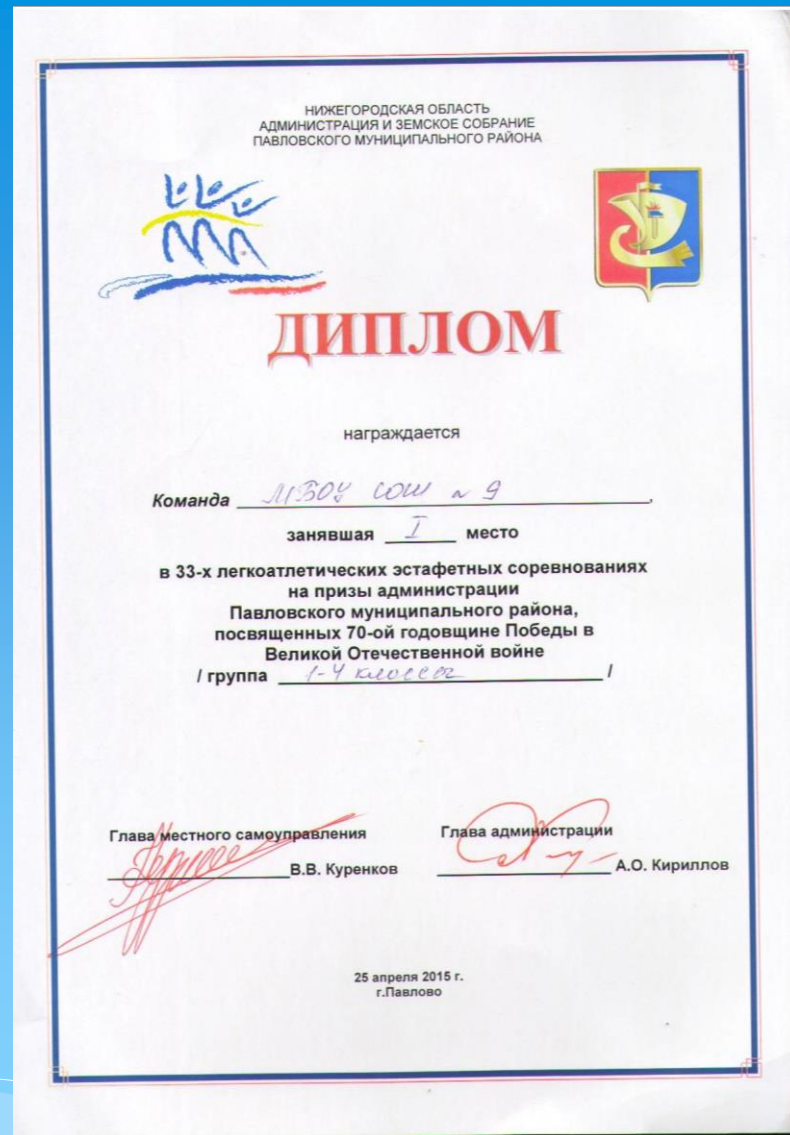 НИЖЕГОРОДСКАЯ ОБЛАСТЬ
АДМИНИСТРАЦИЯ И ЗЕМСКОЕ СОБРАНИЕ
ПАВЛОВСКОГО МУНИЦИПАЛЬНОГО РАЙОНА
ДИПЛОМ
награждается
Команда МБОУ СОШ № 9,
занявшая I место
в 33-х легкоатлетических эстафетных соревнованиях
на призы администрации
Павловского муниципального района,
посвященных 70-ой годовщине Победы в
Великой Отечественной войне
/ группа 1-4 классы /
Глава местного самоуправления
В.В. Куренков
Глава администрации
А.О. Кириллов
25 апреля 2015 г.
г.Павлово